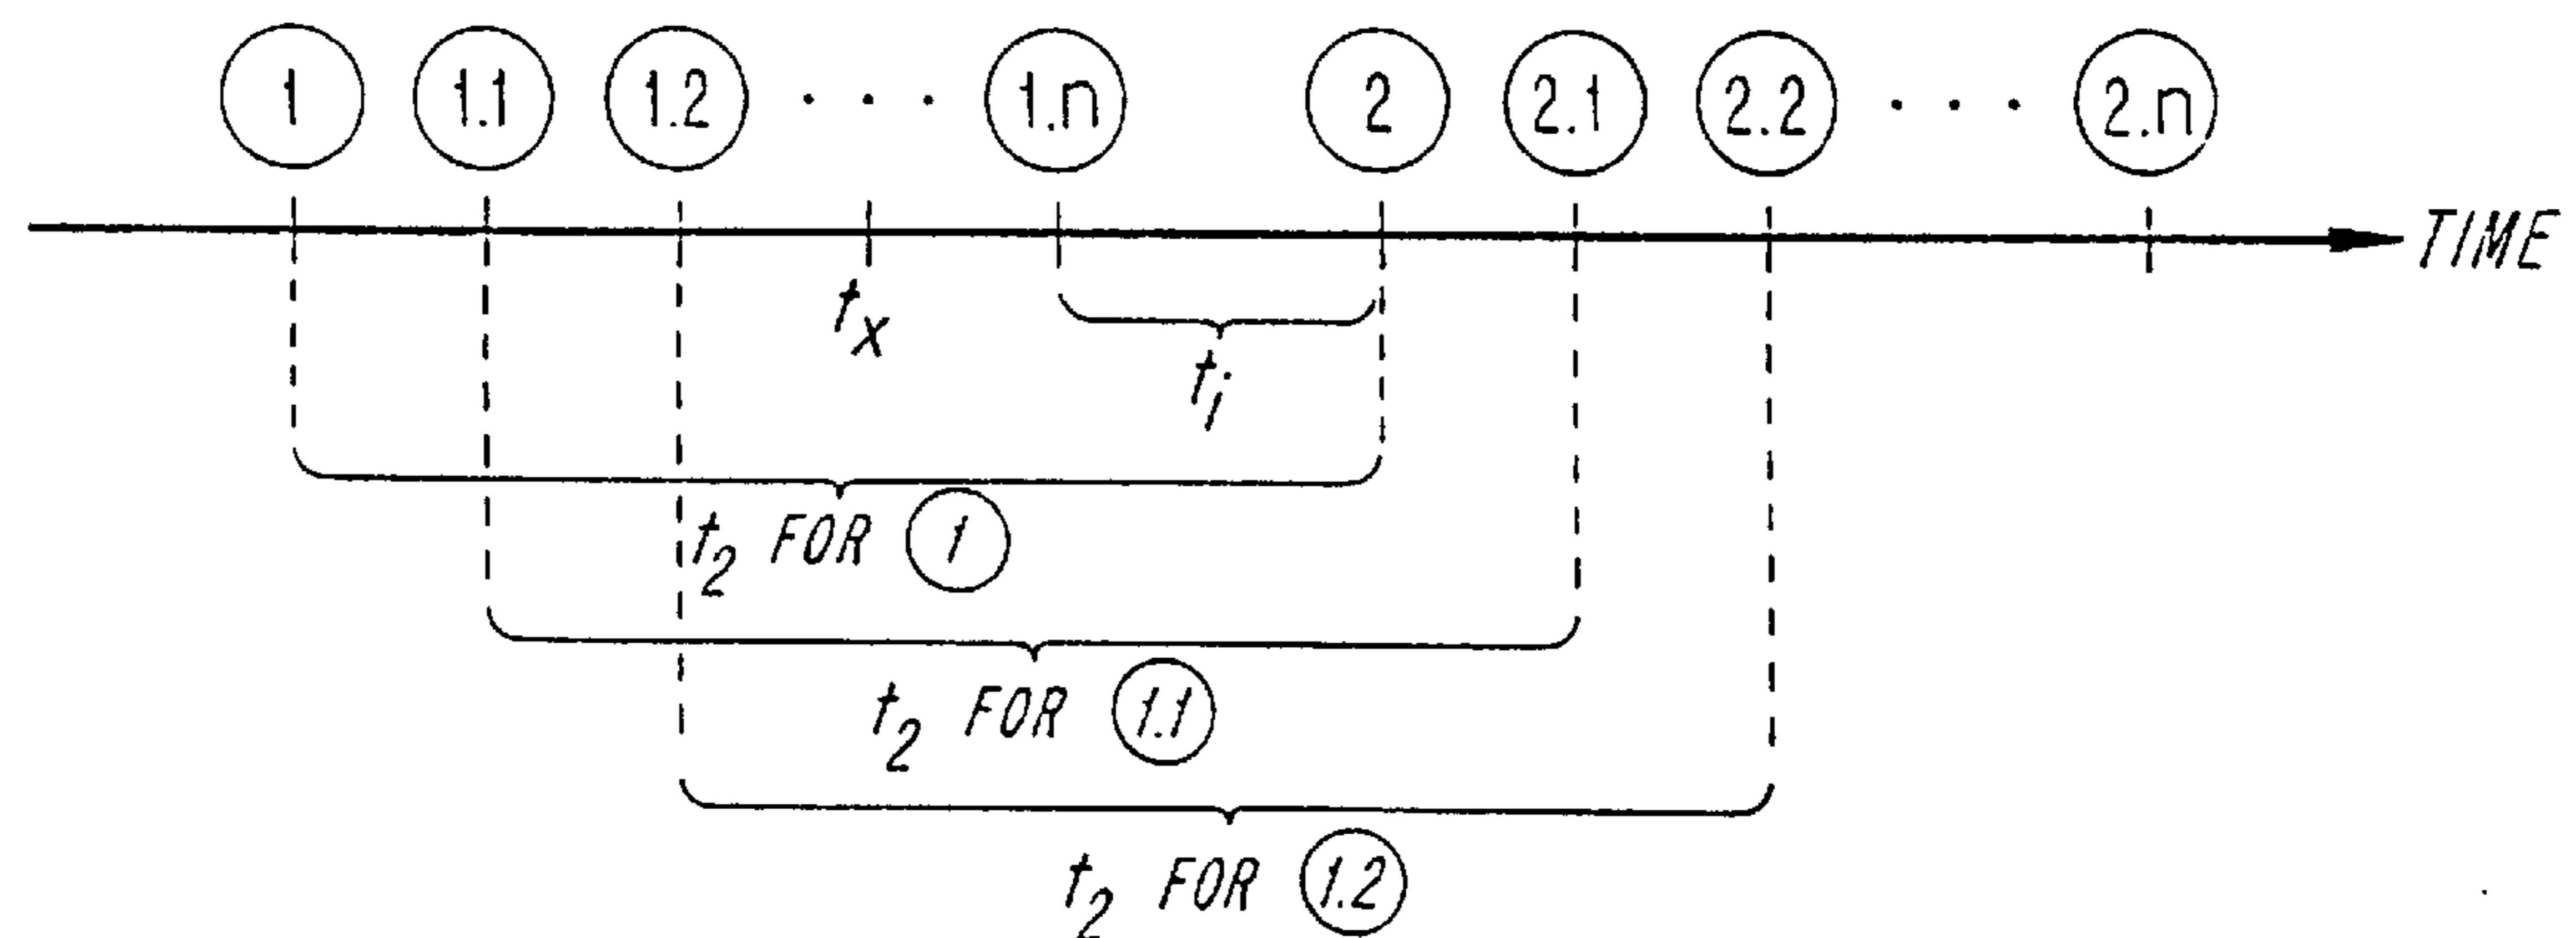 1 1.1 1.2 . . . 1.n 2 2.1 2.2 . . . 2.n
TIME
tx
ti
t2 FOR 1
t2 FOR 1.1
t2 FOR 1.2